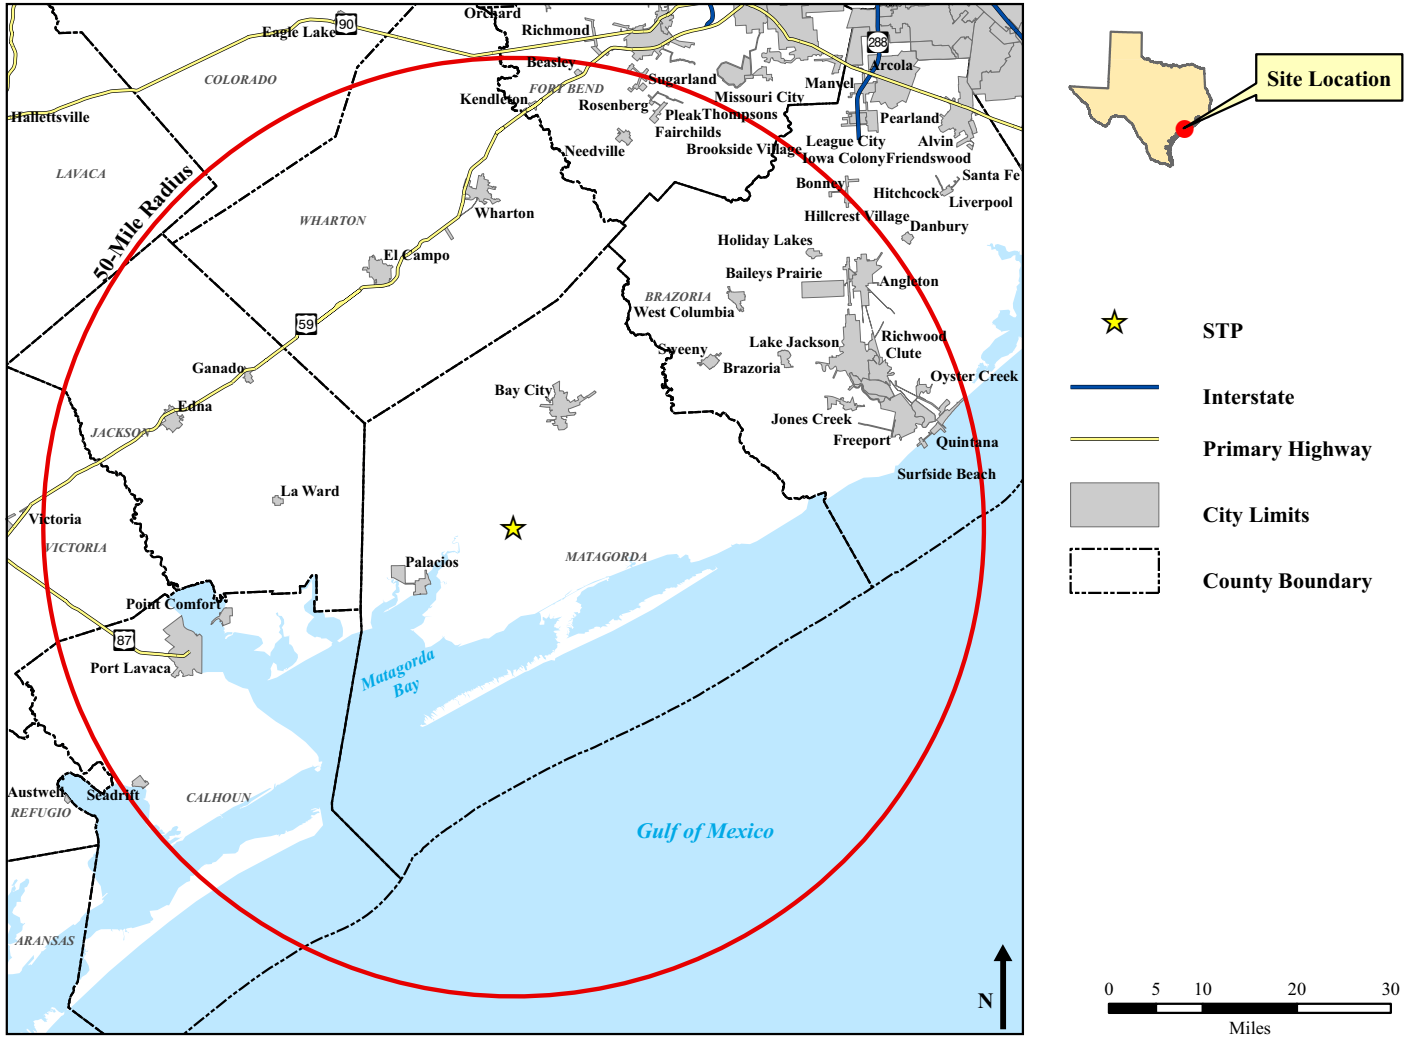 Orchard
90
Eagle Lake
Richmond
288
COLORADO
Beasley
Arcola
Sugarland
Manvel
FORT BEND
Kendleton
Rosenberg
Missouri City
Hallettsville
Pleak
Thompsons
Pearland
Fairchilds
Needville
Brookside Village
League City
Alvin
Iowa Colony
Friendswood
LAVACA
Santa Fe
Bonney
Hitchcock
Liverpool
50-Mile Radius
WHARTON
Wharton
Hillcrest Village
Danbury
Holiday Lakes
El Campo
Baileys Prairie
Angleton
BRAZORIA
West Columbia
59
Richwood
Lake Jackson
Sweeny
Clute
Ganado
Brazoria
Oyster Creek
Bay City
Edna
Jones Creek
JACKSON
Freeport
Quintana
Surfside Beach
La Ward
Victoria
VICTORIA
MATAGORDA
Palacios
Point Comfort
87
Port Lavaca
Matagorda
Bay
Austwell
Seadrift
CALHOUN
REFUGIO
Gulf of Mexico
ARANSAS
N
Site Location
STP
Interstate
Primary Highway
City Limits
County Boundary
0 5 10 20 30
Miles